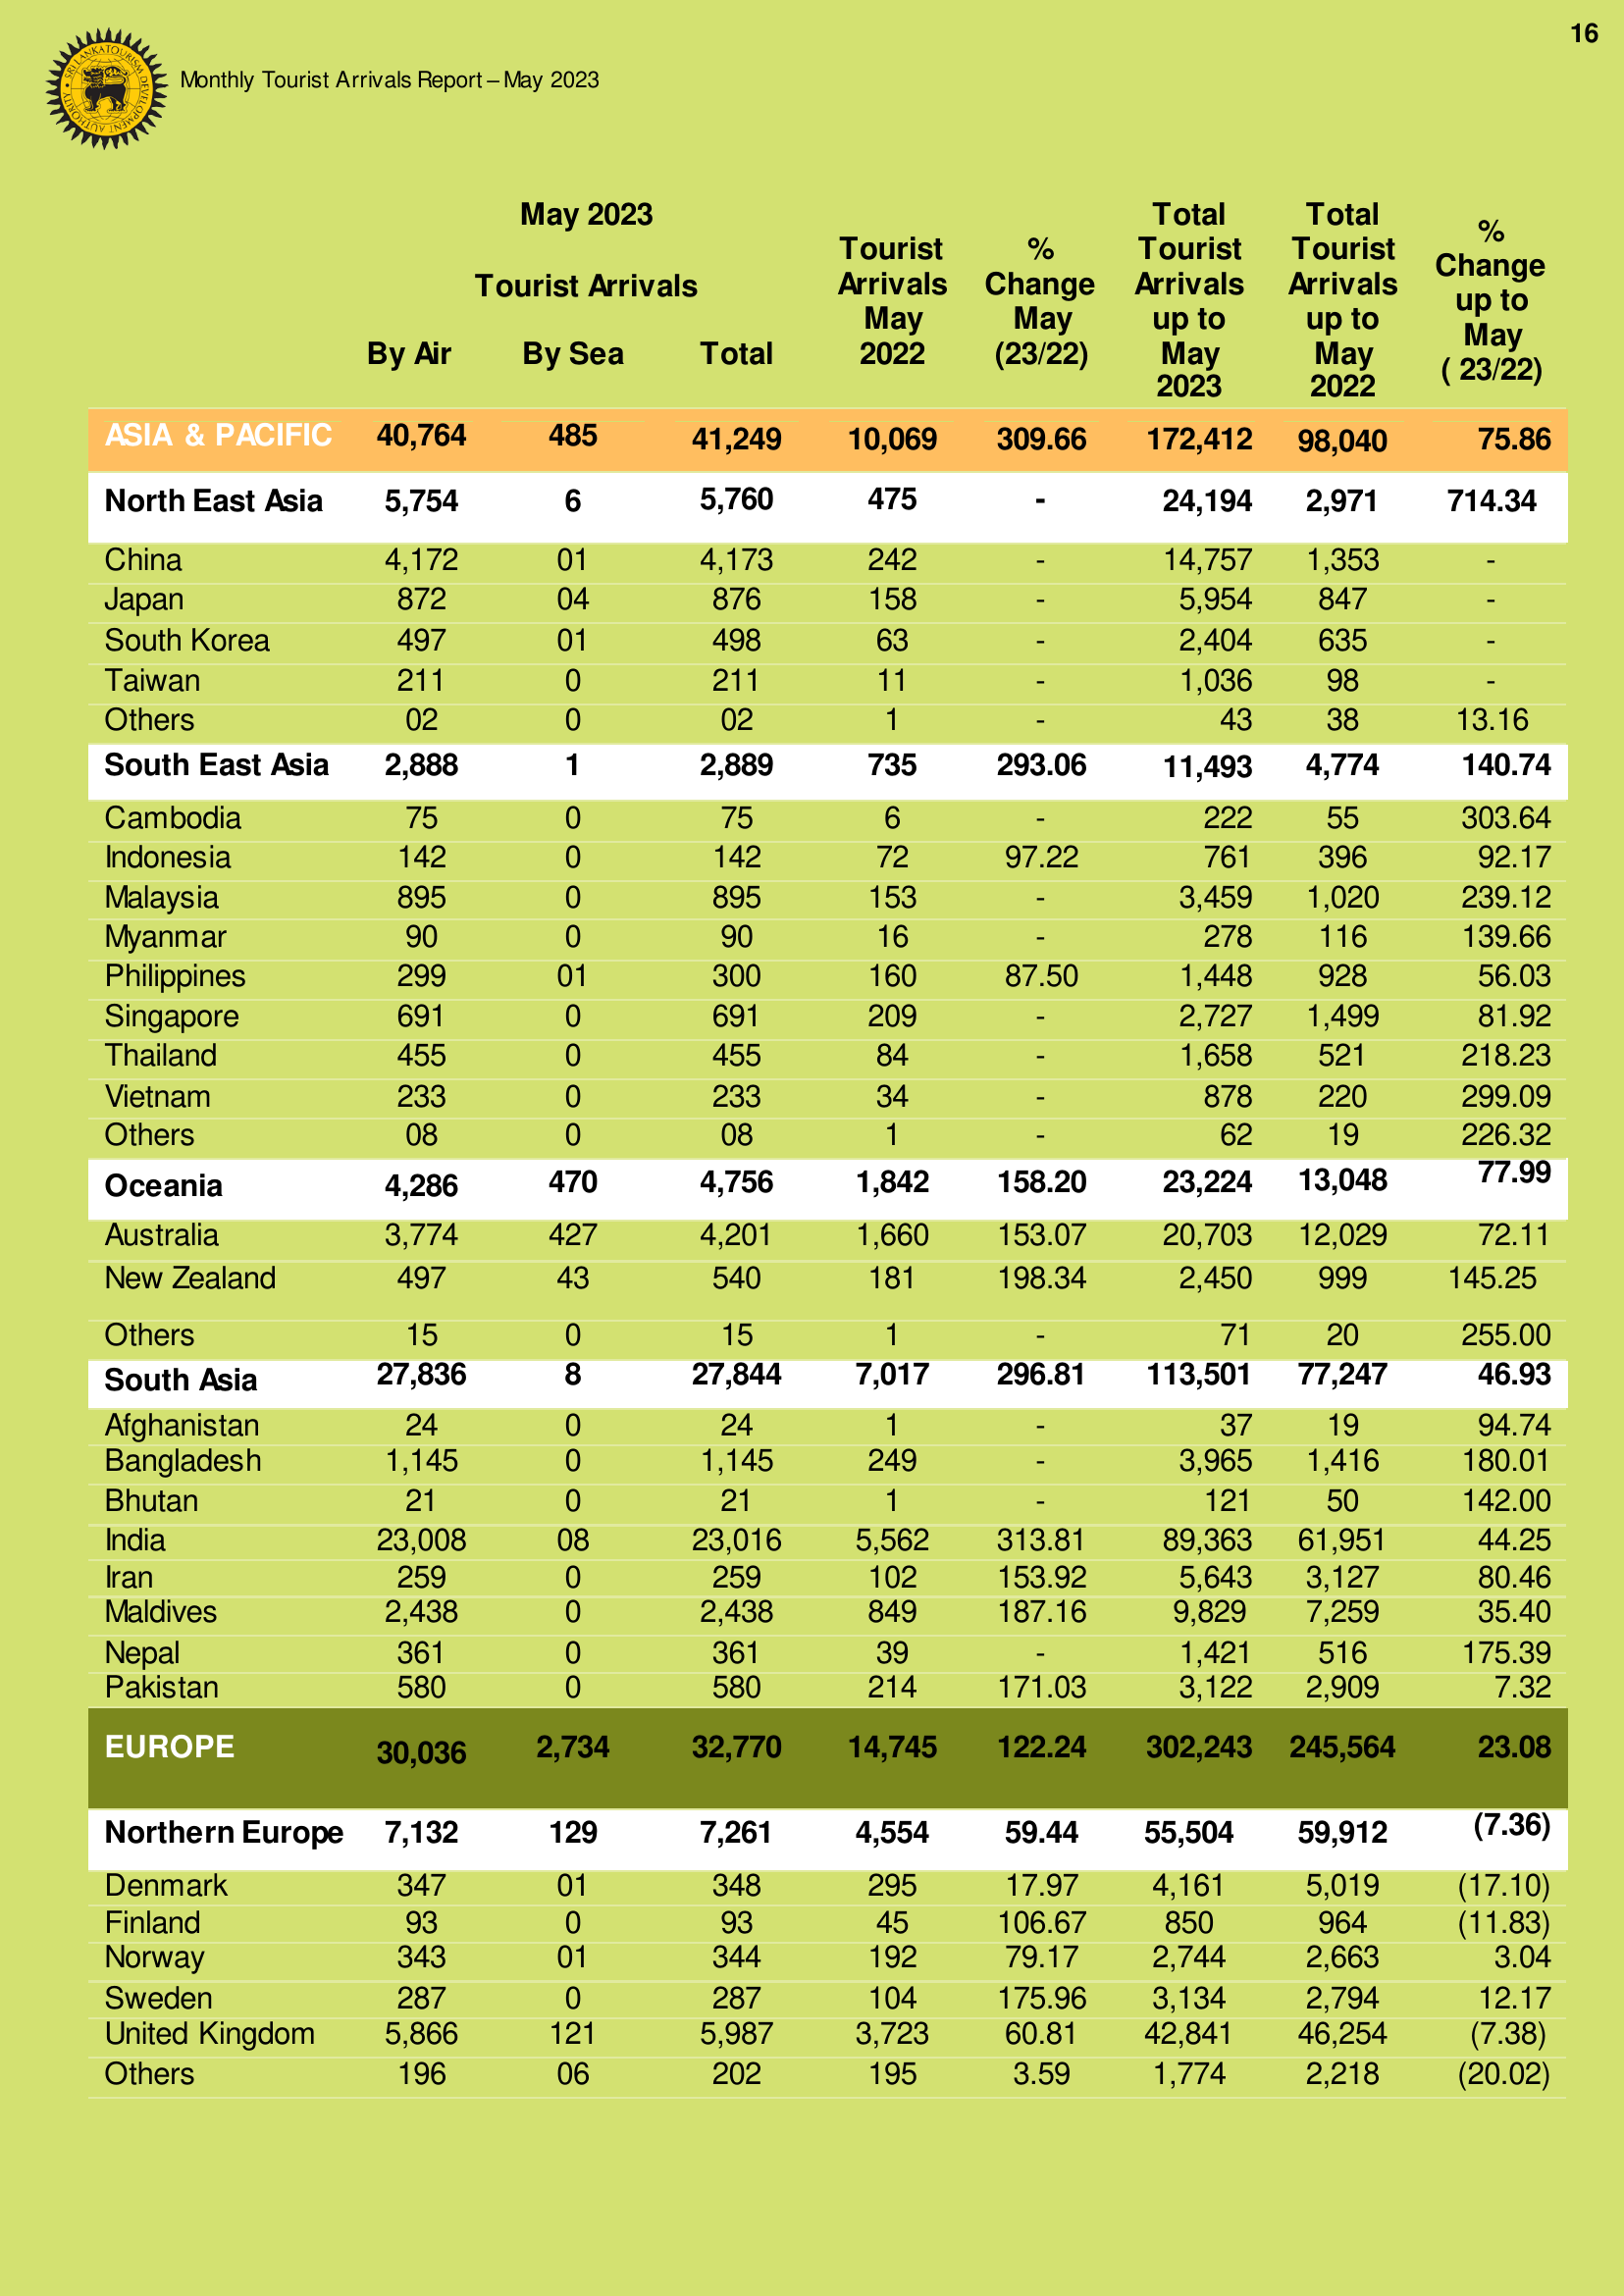 16
SRI LANKA TOURISM DEVELOPMENT AUTHORITY
Monthly Tourist Arrivals Report – May 2023
May 2023
Tourist Arrivals
By Air By Sea Total
Tourist Arrivals May 2022
% Change May (23/22)
Total Tourist Arrivals up to May 2023
Total Tourist Arrivals up to May 2022
% Change up to May ( 23/22)
ASIA & PACIFIC 40,764 485 41,249 10,069 309.66 172,412 98,040 75.86
North East Asia 5,754 6 5,760 475 - 24,194 2,971 714.34
China 4,172 01 4,173 242 - 14,757 1,353 -
Japan 872 04 876 158 - 5,954 847 -
South Korea 497 01 498 63 - 2,404 635 -
Taiwan 211 0 211 11 - 1,036 98 -
Others 02 0 02 1 - 43 38 13.16
South East Asia 2,888 1 2,889 735 293.06 11,493 4,774 140.74
Cambodia 75 0 75 6 - 222 55 303.64
Indonesia 142 0 142 72 97.22 761 396 92.17
Malaysia 895 0 895 153 - 3,459 1,020 239.12
Myanmar 90 0 90 16 - 278 116 139.66
Philippines 299 01 300 160 87.50 1,448 928 56.03
Singapore 691 0 691 209 - 2,727 1,499 81.92
Thailand 455 0 455 84 - 1,658 521 218.23
Vietnam 233 0 233 34 - 878 220 299.09
Others 08 0 08 1 - 62 19 226.32
Oceania 4,286 470 4,756 1,842 158.20 23,224 13,048 77.99
Australia 3,774 427 4,201 1,660 153.07 20,703 12,029 72.11
New Zealand 497 43 540 181 198.34 2,450 999 145.25
Others 15 0 15 1 - 71 20 255.00
South Asia 27,836 8 27,844 7,017 296.81 113,501 77,247 46.93
Afghanistan 24 0 24 1 - 37 19 94.74
Bangladesh 1,145 0 1,145 249 - 3,965 1,416 180.01
Bhutan 21 0 21 1 - 121 50 142.00
India 23,008 08 23,016 5,562 313.81 89,363 61,951 44.25
Iran 259 0 259 102 153.92 5,643 3,127 80.46
Maldives 2,438 0 2,438 849 187.16 9,829 7,259 35.40
Nepal 361 0 361 39 - 1,421 516 175.39
Pakistan 580 0 580 214 171.03 3,122 2,909 7.32
EUROPE 30,036 2,734 32,770 14,745 122.24 302,243 245,564 23.08
Northern Europe 7,132 129 7,261 4,554 59.44 55,504 59,912 (7.36)
Denmark 347 01 348 295 17.97 4,161 5,019 (17.10)
Finland 93 0 93 45 106.67 850 964 (11.83)
Norway 343 01 344 192 79.17 2,744 2,663 3.04
Sweden 287 0 287 104 175.96 3,134 2,794 12.17
United Kingdom 5,866 121 5,987 3,723 60.81 42,841 46,254 (7.38)
Others 196 06 202 195 3.59 1,774 2,218 (20.02)